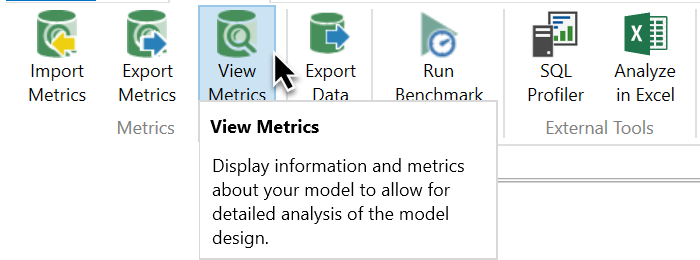 Import
Metrics
Export
Metrics
View
Metrics
Export
Data
Run
Benchmark
SQL
Profiler
Analyze
in Excel
Metrics
External Tools
View Metrics
Display information and metrics
about your model to allow for
detailed analysis of the model
design.